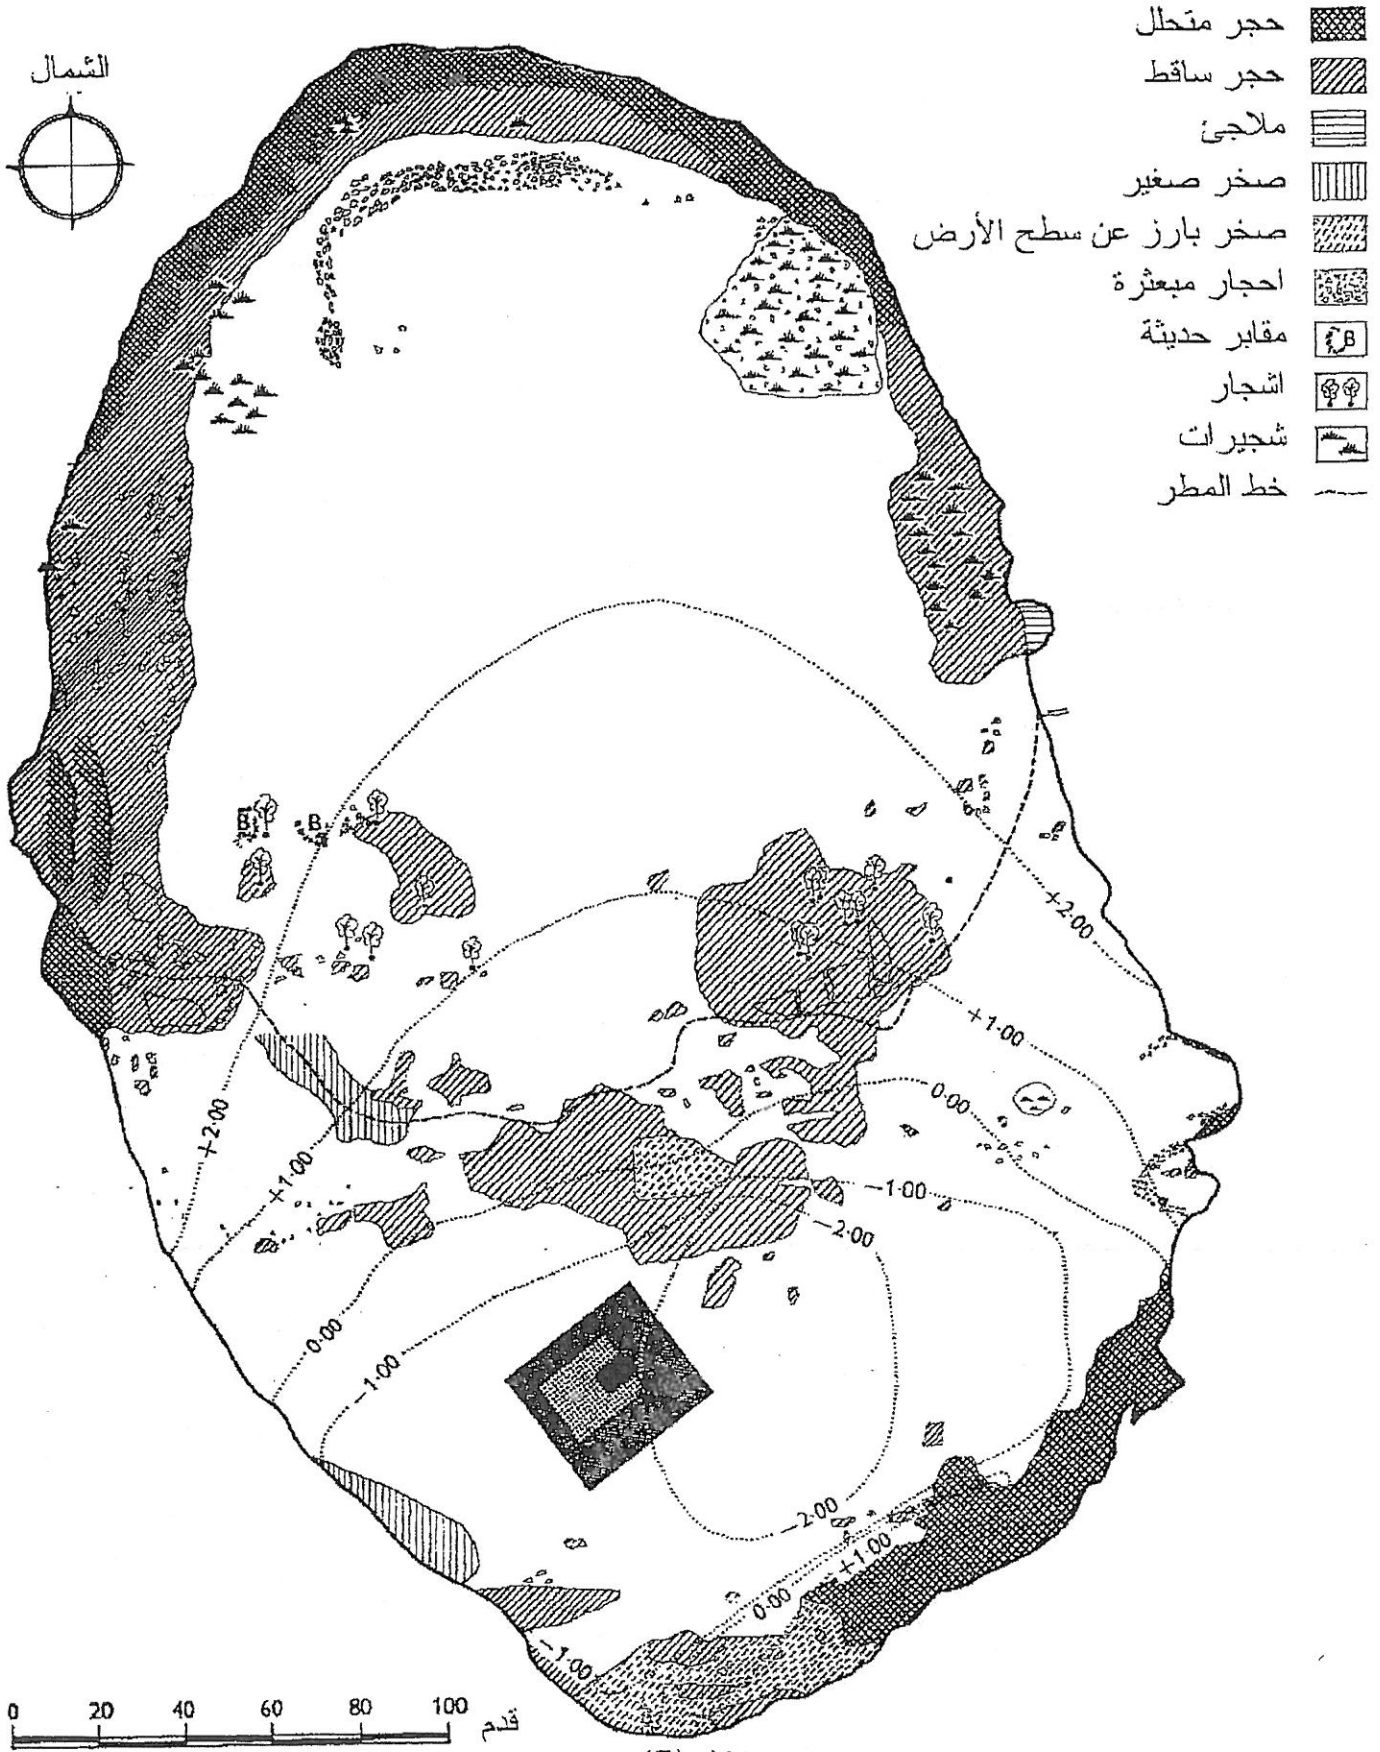 حجر متحلل
حجر ساقط
ملاجئ
صخر صغير
صخر بارز عن سطح الأرض
احجار مبعثرة
B
مقابر حديثة
اشجار
شجيرات
خط المطر
الشمال
B
B
+2.00
+1.00
0.00
-1.00
-2.00
+2.00
+1.00
0.00
-1.00
-2.00
+1.00
0.00
-1.00
0 20 40 60 80 100 قدم